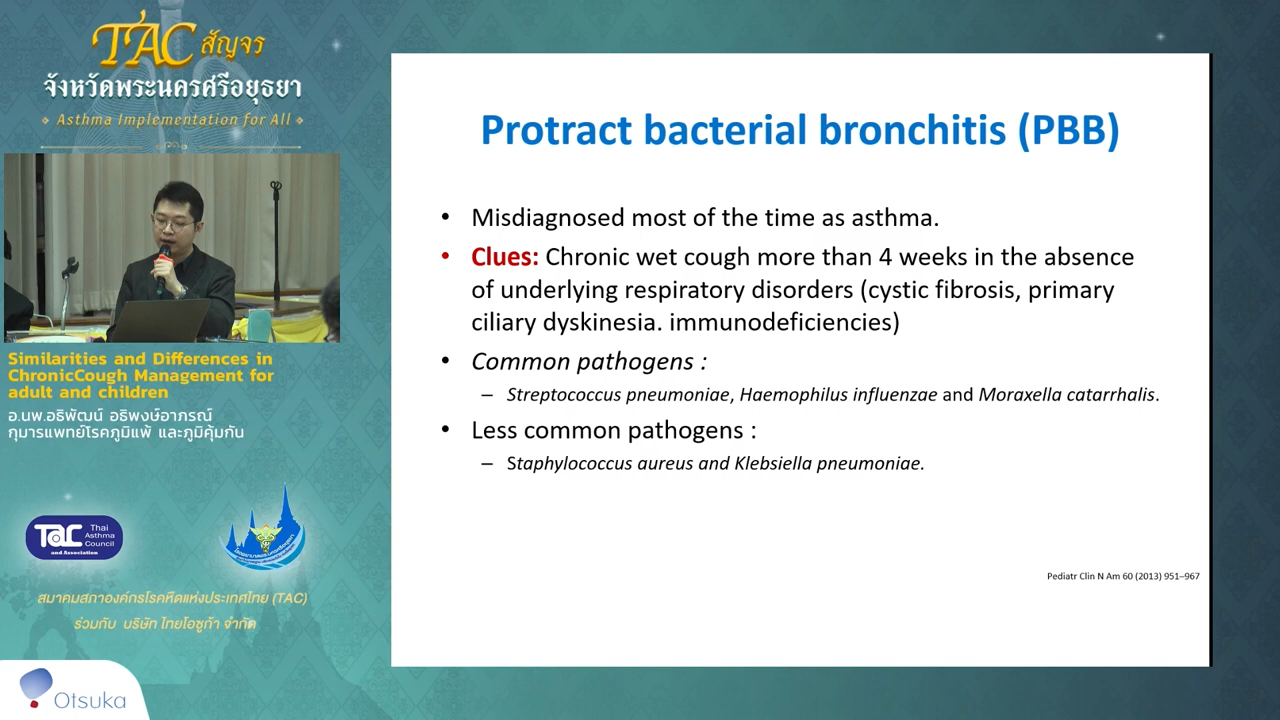 TAC สัญจร
จังหวัดพระนครศรีอยุธยา
Asthma Implementation for All
Similarities and Differences in
ChronicCough Management for
adult and children
อ.นพ.อธิพัฒน์ อธิพงษ์อาภรณ์
กุมารแพทย์โรคภูมิแพ้ และภูมิคุ้มกัน
TAC Thai
Asthma
Council
and Association
สมาคมสภาองค์กรโรคหืดแห่งประเทศไทย (TAC)
ร่วมกับ บริษัท ไทยโอซูก้า จำกัด
Otsuka
Protract bacterial bronchitis (PBB)
• Misdiagnosed most of the time as asthma.
• Clues: Chronic wet cough more than 4 weeks in the absence
of underlying respiratory disorders (cystic fibrosis, primary
ciliary dyskinesia. immunodeficiencies)
• Common pathogens :
– Streptococcus pneumoniae, Haemophilus influenzae and Moraxella catarrhalis.
• Less common pathogens :
– Staphylococcus aureus and Klebsiella pneumoniae.
Pediatr Clin N Am 60 (2013) 951–967